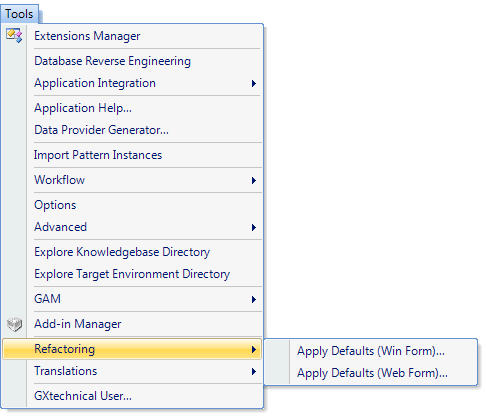 Tools
Extensions Manager
Database Reverse Engineering
Application Integration
Application Help...
Data Provider Generator...
Import Pattern Instances
Workflow
Options
Advanced
Explore Knowledgebase Directory
Explore Target Environment Directory
GAM
Add-in Manager
Refactoring
Apply Defaults (Win Form)...
Apply Defaults (Web Form)...
Translations
GXtechnical User...